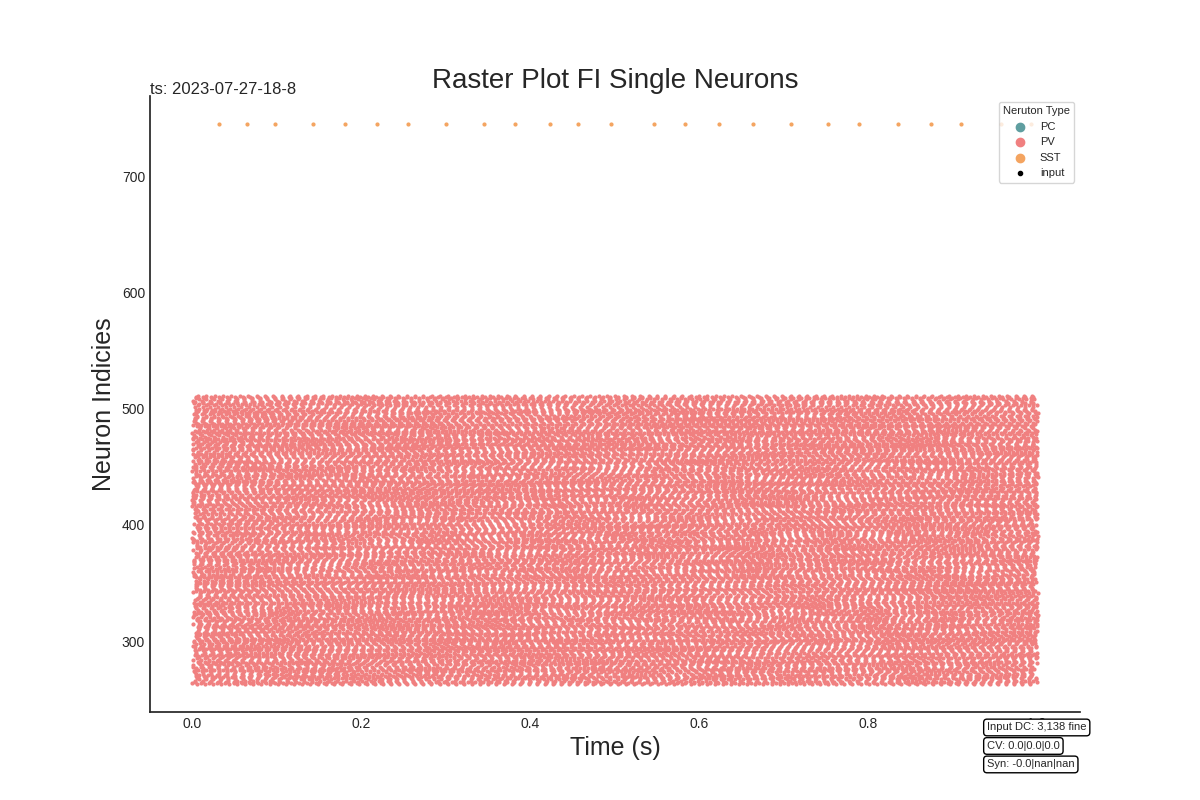 Raster Plot FI Single Neurons
ts: 2023-07-27-18-8
Neruton Type
PC
PV
SST
input
700
600
500
400
300
Neuron Indicies
0.0
0.2
0.4
0.6
0.8
Time (s)
Input DC: 3,138 fine
CV: 0.0|0.0|0.0
Syn: -0.0|nan|nan